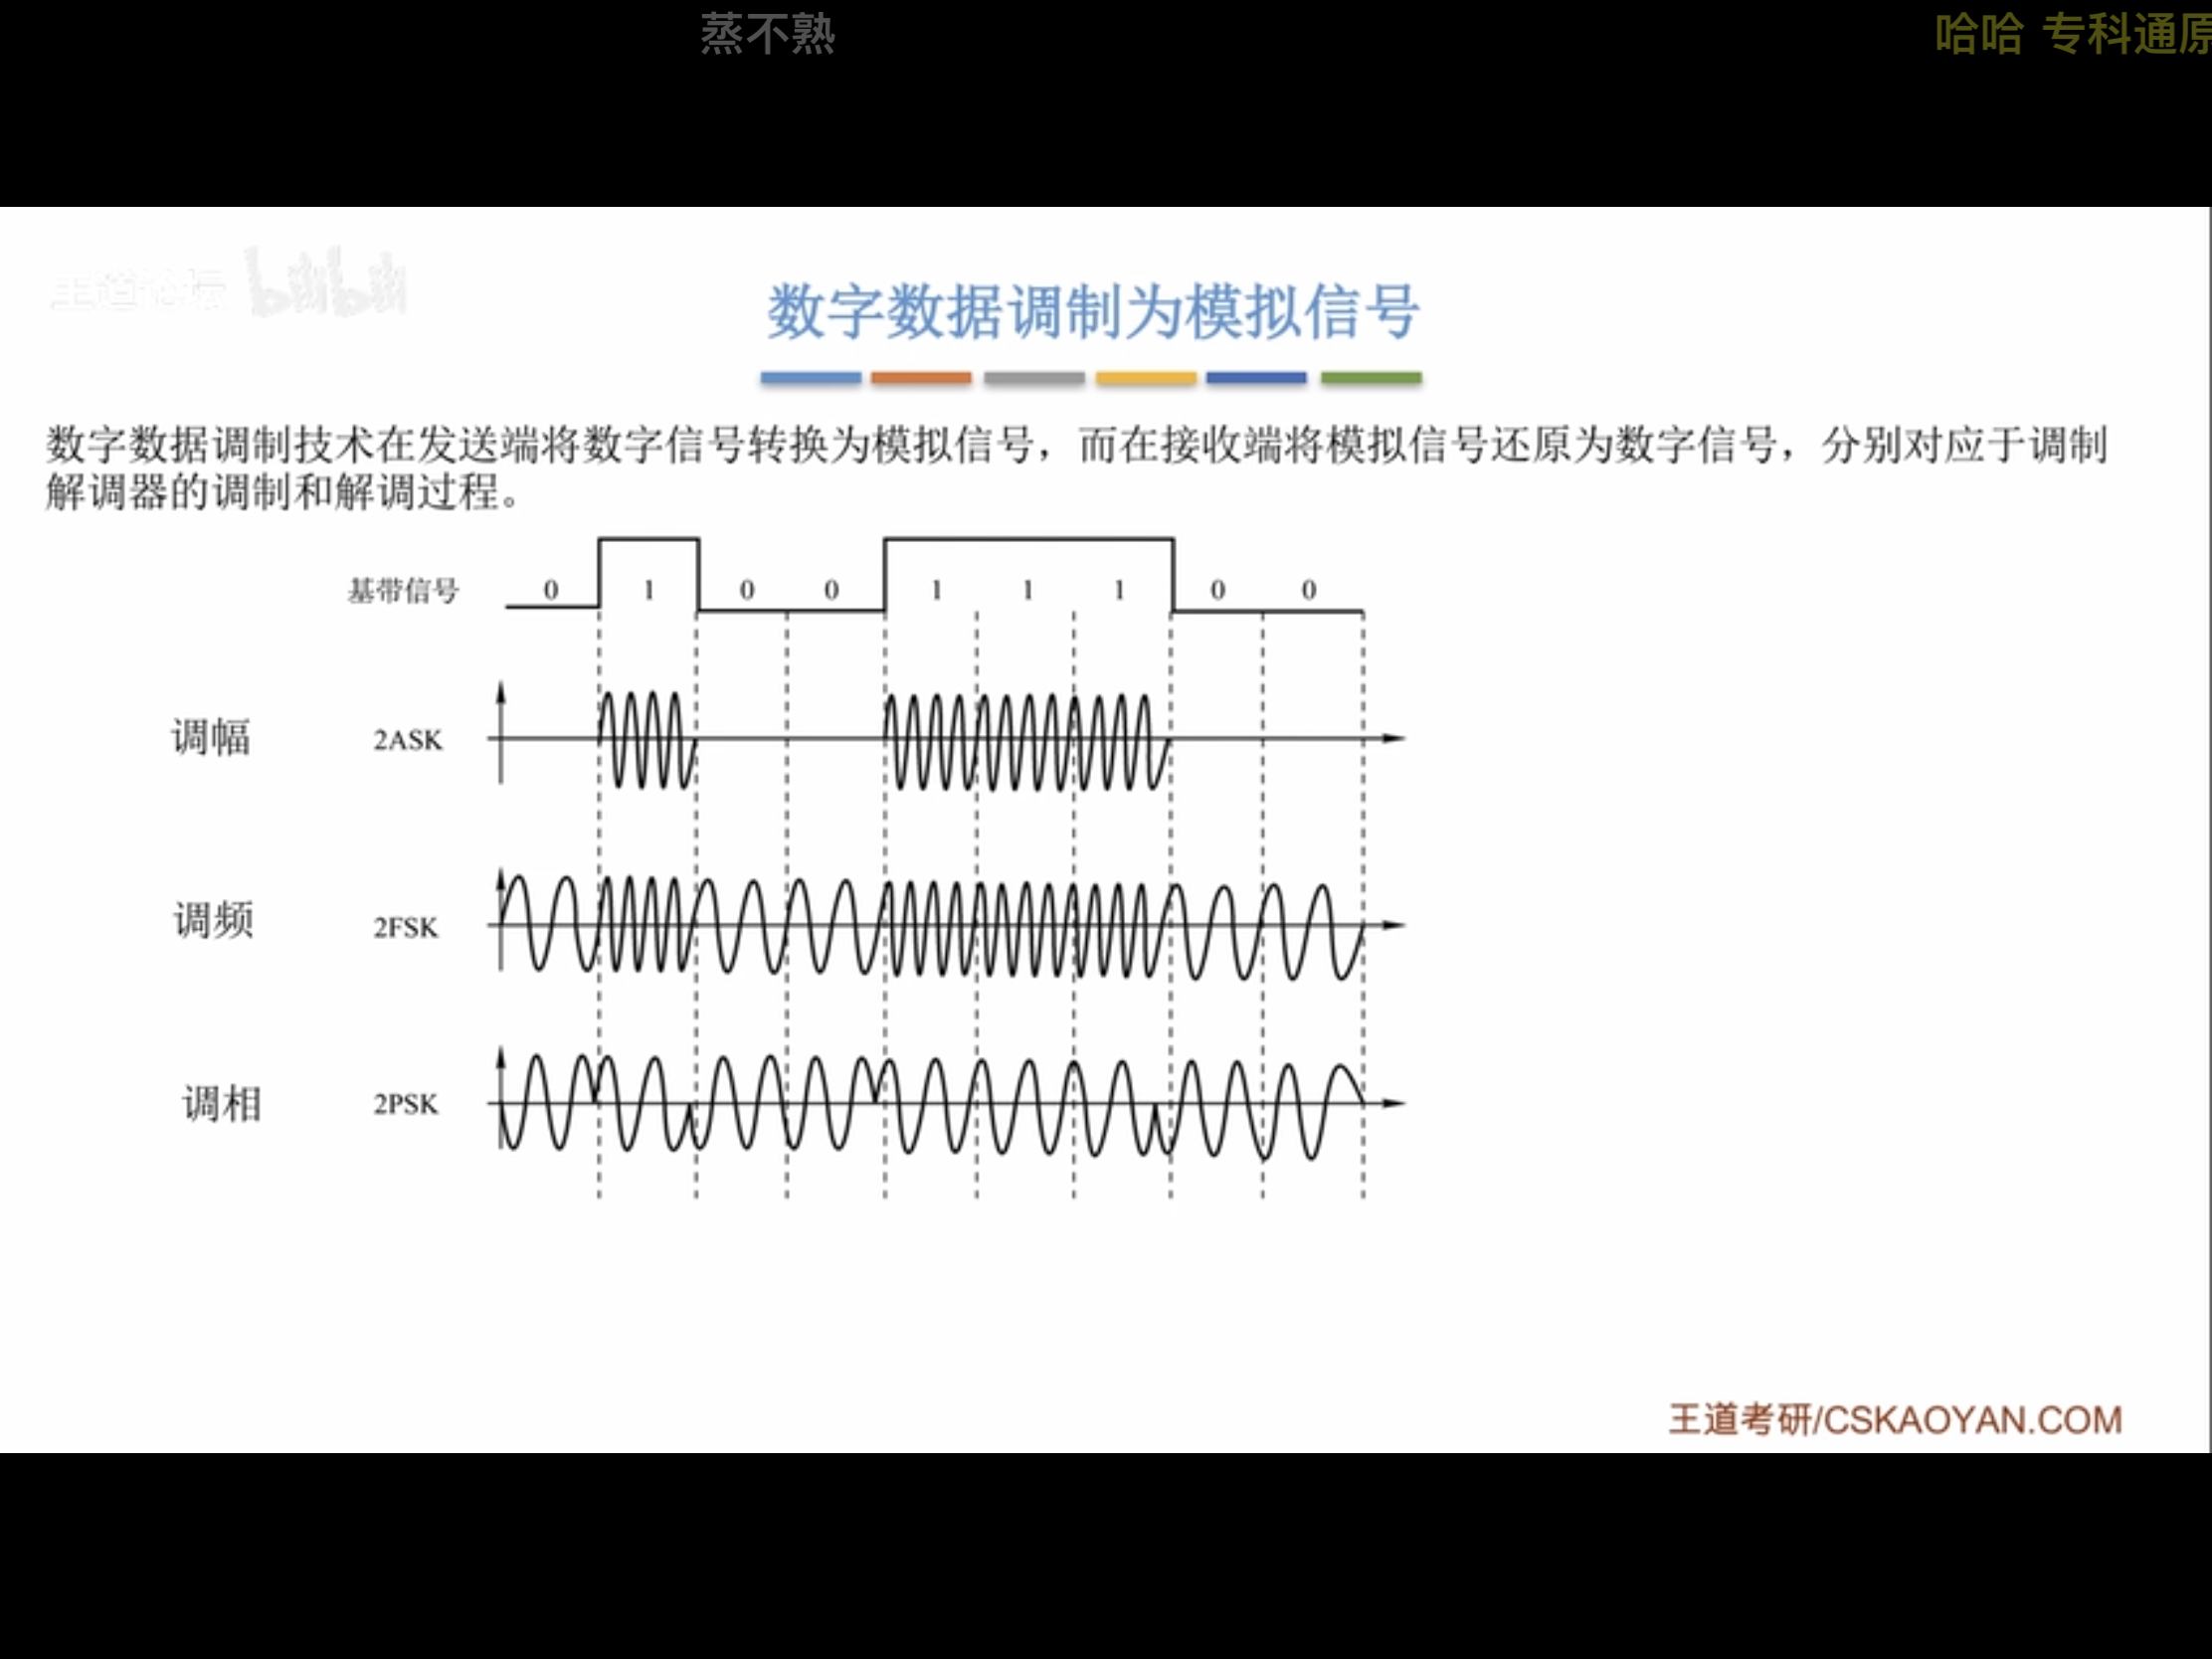 蒸不熟
哈哈 专科通原
王道论坛 bilibili
数字数据调制为模拟信号
数字数据调制技术在发送端将数字信号转换为模拟信号，而在接收端将模拟信号还原为数字信号，分别对应于调制
解调器的调制和解调过程。
基带信号 0 1 0 0 1 1 1 0 0
调幅 2ASK
调频 2FSK
调相 2PSK
王道考研/CSKAOYAN.COM